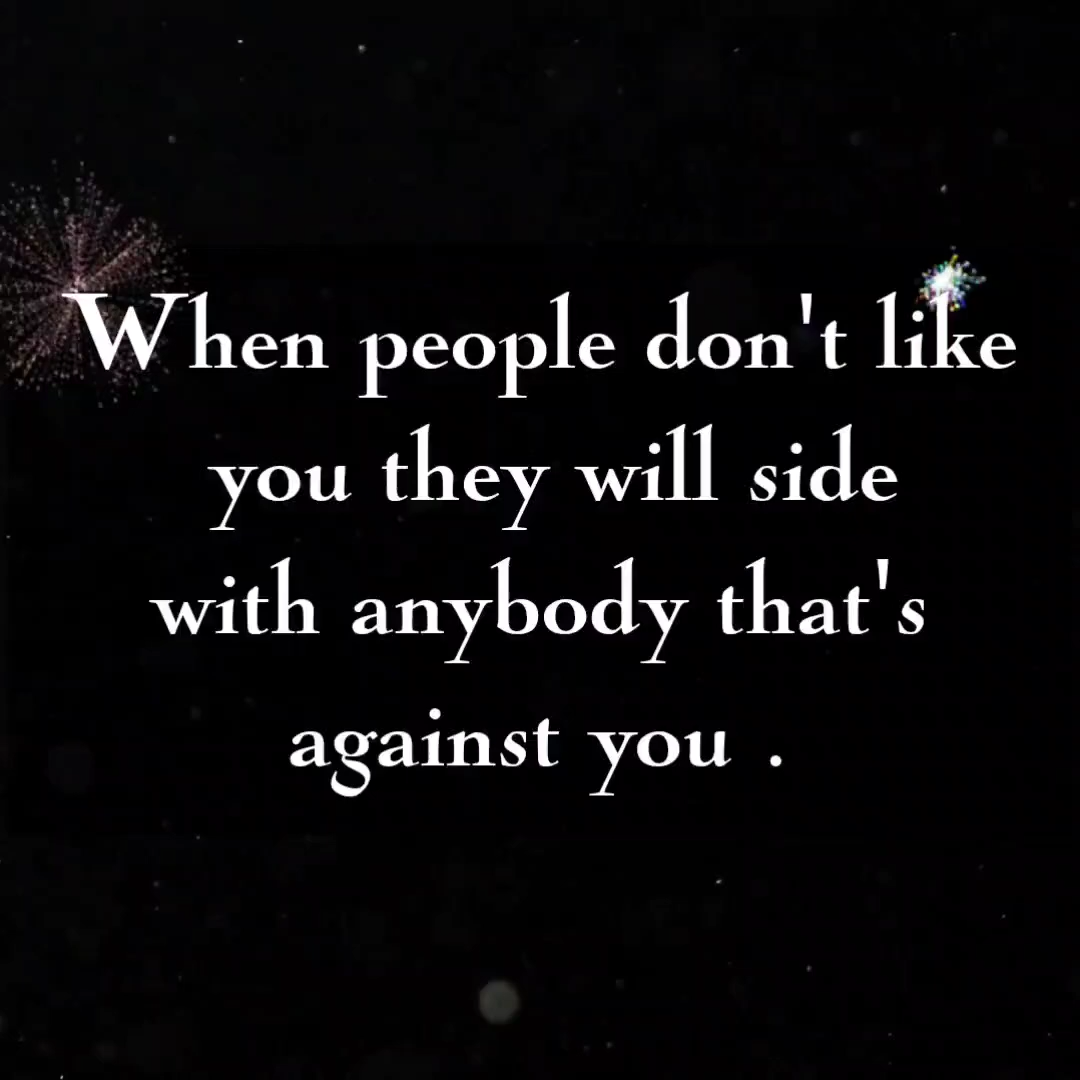 When people don't like
you they will side
with anybody that's
against you .